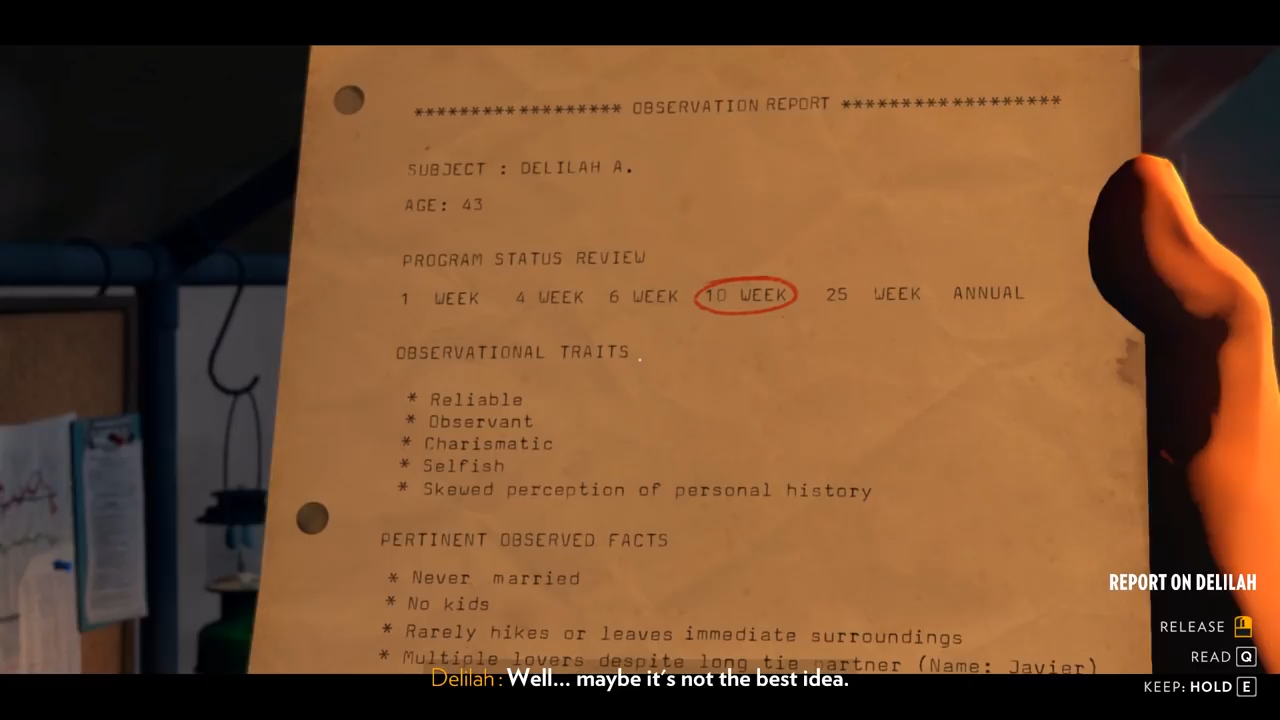 ***************** OBSERVATION REPORT ******************
SUBJECT : DELILAH A.
AGE: 43
PROGRAM STATUS REVIEW
1 WEEK 4 WEEK 6 WEEK 10 WEEK 25 WEEK ANNUAL
OBSERVATIONAL TRAITS
* Reliable
* Observant
* Charismatic
* Selfish
* Skewed perception of personal history
PERTINENT OBSERVED FACTS
* Never married
* No kids
* Rarely hikes or leaves immediate surroundings
* Multiple lovers despite long tie partner (Name: Javier)
Delilah: Well... maybe it's not the best idea.
REPORT ON DELILAH
RELEASE
READ Q
KEEP: HOLD E